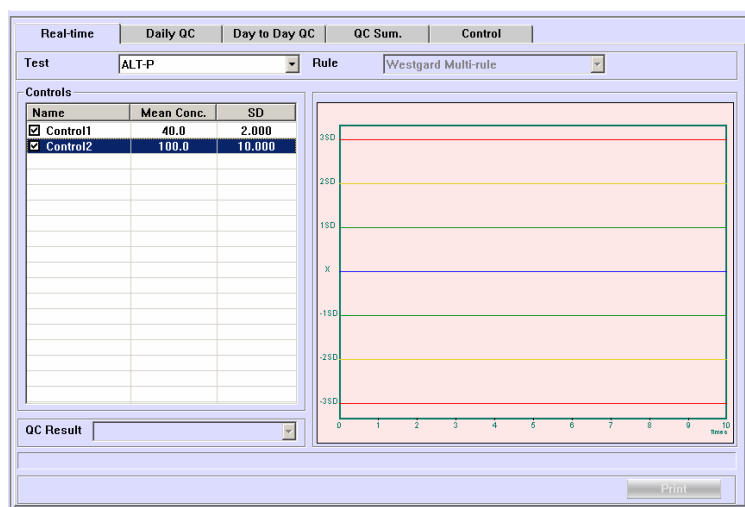 Real-time Daily QC Day to Day QC QC Sum. Control
Test ALT-P Rule Westgard Multi-rule
Controls
Name Mean Conc. SD
Control1 40.0 2.000
Control2 100.0 10.000
3SD
2SD
1SD
X
-1SD
-2SD
-3SD
0 1 2 3 4 5 6 7 8 9 10
times
QC Result
Print